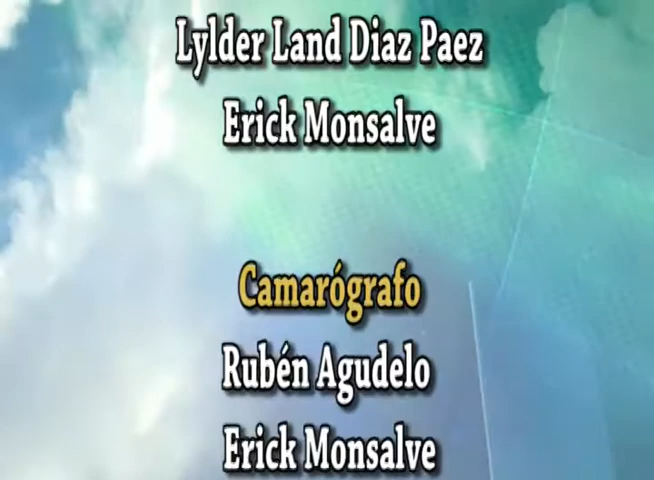 Lylder Land Diaz Paez
Erick Monsalve
Camarógrafo
Rubén Agudelo
Erick Monsalve